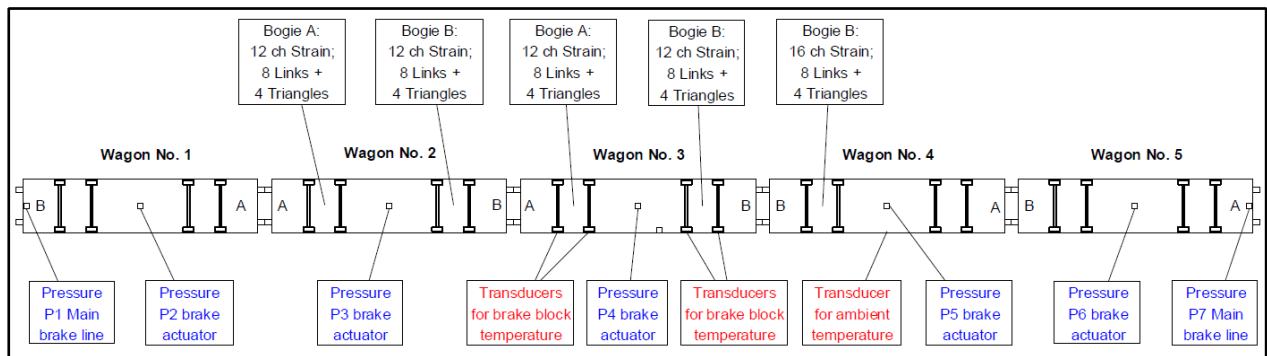 Bogie A:
12 ch Strain;
8 Links +
4 Triangles
Bogie B:
12 ch Strain;
8 Links +
4 Triangles
Bogie A:
12 ch Strain;
8 Links +
4 Triangles
Bogie B:
12 ch Strain;
8 Links +
4 Triangles
Bogie B:
16 ch Strain;
8 Links +
4 Triangles
Wagon No. 1
Wagon No. 2
Wagon No. 3
Wagon No. 4
Wagon No. 5
B
A
A
B
A
B
B
A
B
A
Pressure
P1 Main
brake line
Pressure
P2 brake
actuator
Pressure
P3 brake
actuator
Transducers
for brake block
temperature
Pressure
P4 brake
actuator
Transducers
for brake block
temperature
Transducer
for ambient
temperature
Pressure
P5 brake
actuator
Pressure
P6 brake
actuator
Pressure
P7 Main
brake line